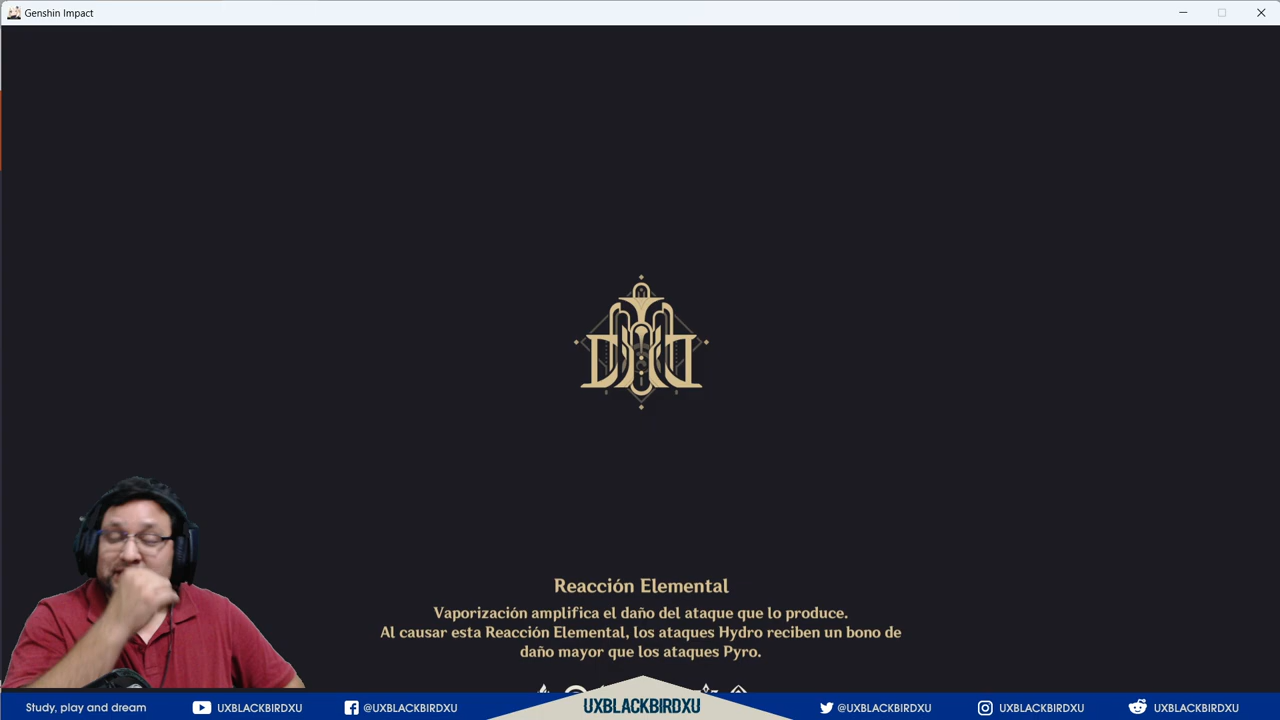 Genshin Impact
Reacción Elemental
Vaporización amplifica el daño del ataque que lo produce.
Al causar esta Reacción Elemental, los ataques Hydro reciben un bono de
daño mayor que los ataques Pyro.
Study, play and dream
UXBLACKBIRDXU
@UXBLACKBIRDXU
UXBLACKBIRDXU
@UXBLACKBIRDXU
UXBLACKBIRDXU
UXBLACKBIRDXU